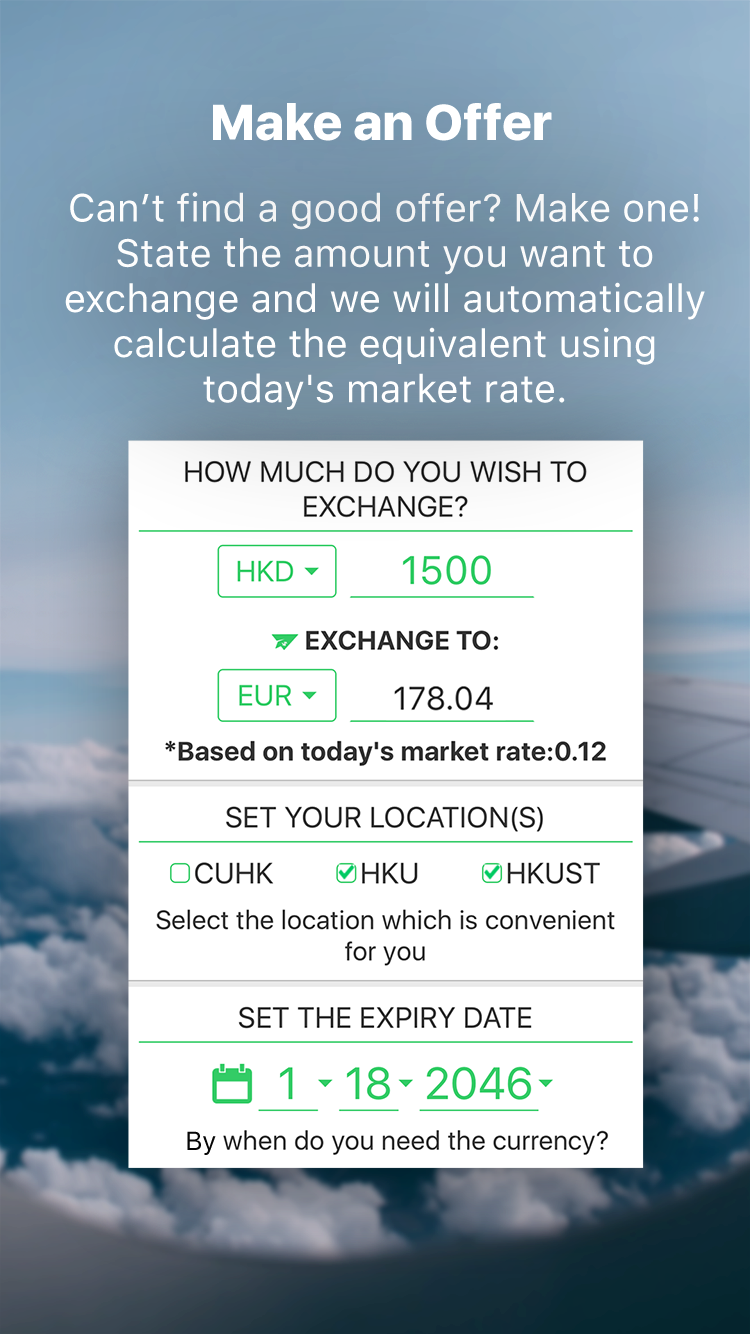 Make an Offer
Can’t find a good offer? Make one!
State the amount you want to
exchange and we will automatically
calculate the equivalent using
today's market rate.
HOW MUCH DO YOU WISH TO
EXCHANGE?
HKD 1500
EXCHANGE TO:
EUR 178.04
*Based on today's market rate:0.12
SET YOUR LOCATION(S)
CUHK HKU HKUST
Select the location which is convenient
for you
SET THE EXPIRY DATE
1 18 2046
By when do you need the currency?